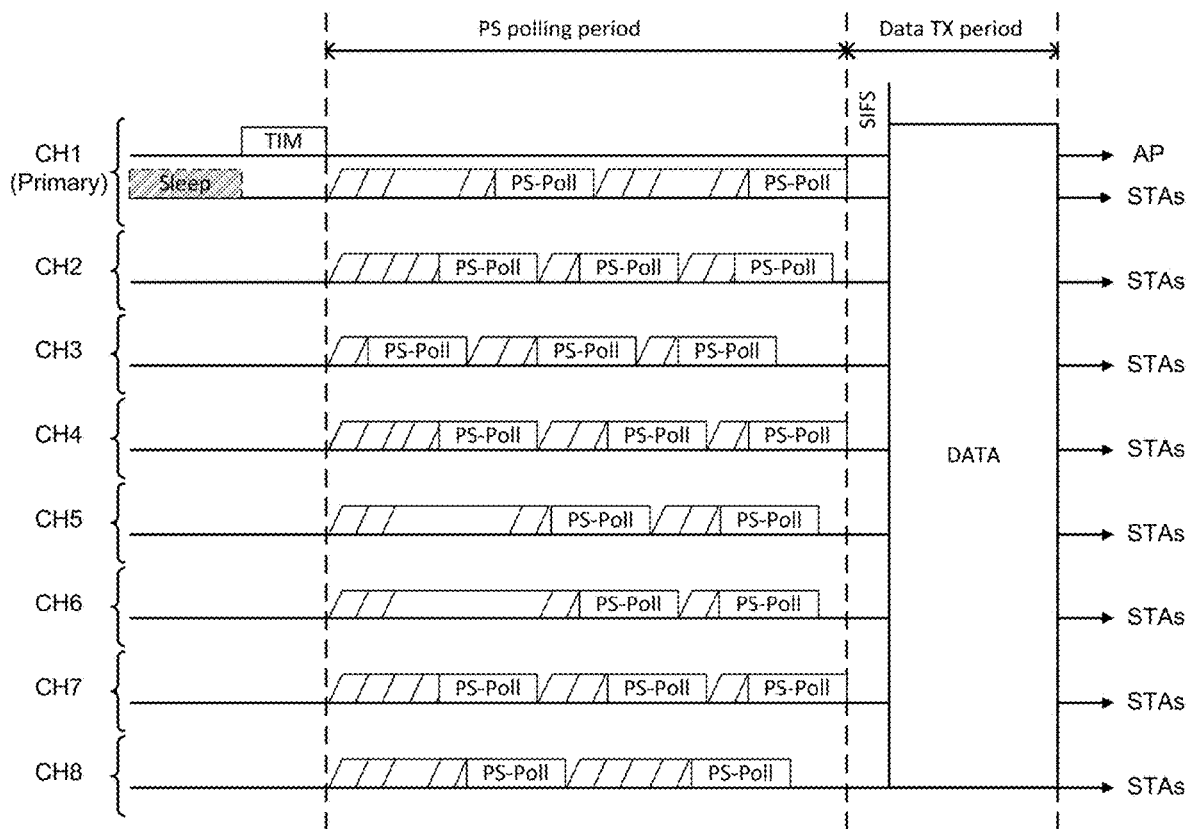 PS polling period
Data TX period
SIFS
CH1
(Primary)
TIM
AP
Sleep
PS-Poll PS-Poll
STAs
CH2
PS-Poll PS-Poll PS-Poll
STAs
CH3
PS-Poll PS-Poll PS-Poll
STAs
CH4
PS-Poll PS-Poll PS-Poll
STAs
DATA
CH5
PS-Poll PS-Poll
STAs
CH6
PS-Poll PS-Poll
STAs
CH7
PS-Poll PS-Poll PS-Poll
STAs
CH8
PS-Poll PS-Poll
STAs